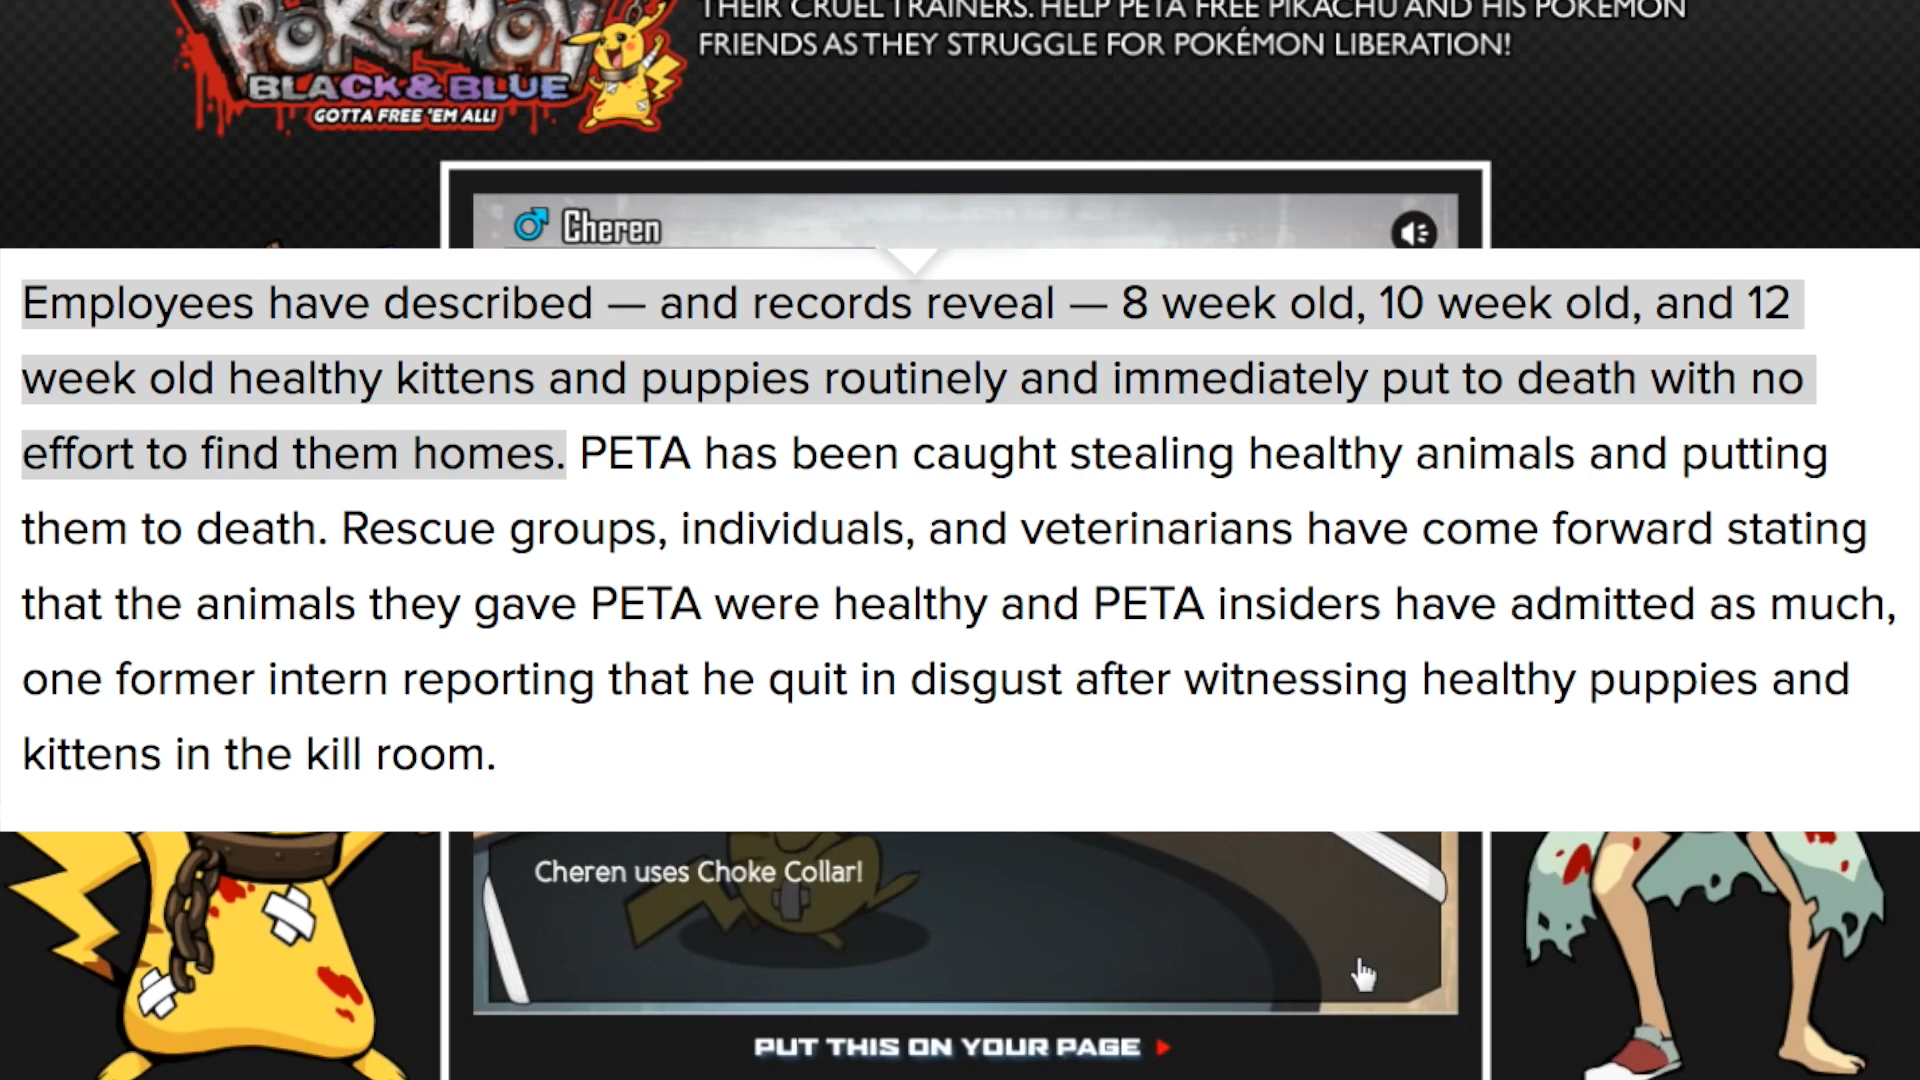 THEIR CRUEL TRAINERS. HELP PETA FREE PIKACHU AND HIS POKÉMON
FRIENDS AS THEY STRUGGLE FOR POKÉMON LIBERATION!
POKéMON
BLACK & BLUE
GOTTA FREE 'EM ALL!
♂ Cheren
Employees have described — and records reveal — 8 week old, 10 week old, and 12
week old healthy kittens and puppies routinely and immediately put to death with no
effort to find them homes. PETA has been caught stealing healthy animals and putting
them to death. Rescue groups, individuals, and veterinarians have come forward stating
that the animals they gave PETA were healthy and PETA insiders have admitted as much,
one former intern reporting that he quit in disgust after witnessing healthy puppies and
kittens in the kill room.
Cheren uses Choke Collar!
PUT THIS ON YOUR PAGE